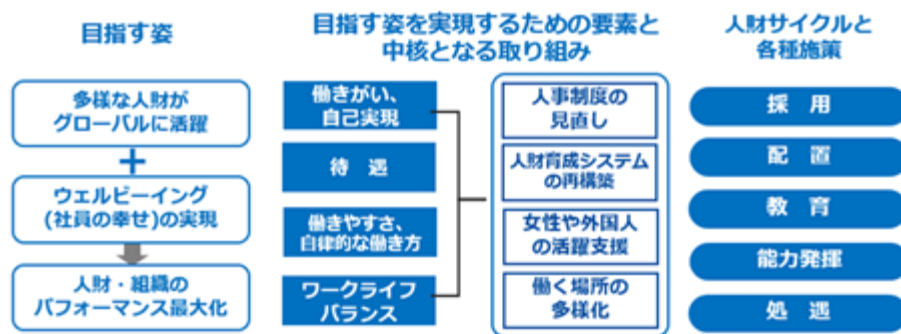 目指す姿
多様な人財が
グローバルに活躍
+
ウェルビーイング
(社員の幸せ)の実現
人財・組織の
パフォーマンス最大化
目指す姿を実現するための要素と
中核となる取り組み
働きがい、
自己実現
待遇
働きやすさ、
自律的な働き方
ワークライフ
バランス
人事制度の
見直し
人財育成システム
の再構築
女性や外国人
の活躍支援
働く場所の
多様化
人財サイクルと
各種施策
採用
配置
教育
能力発揮
処遇